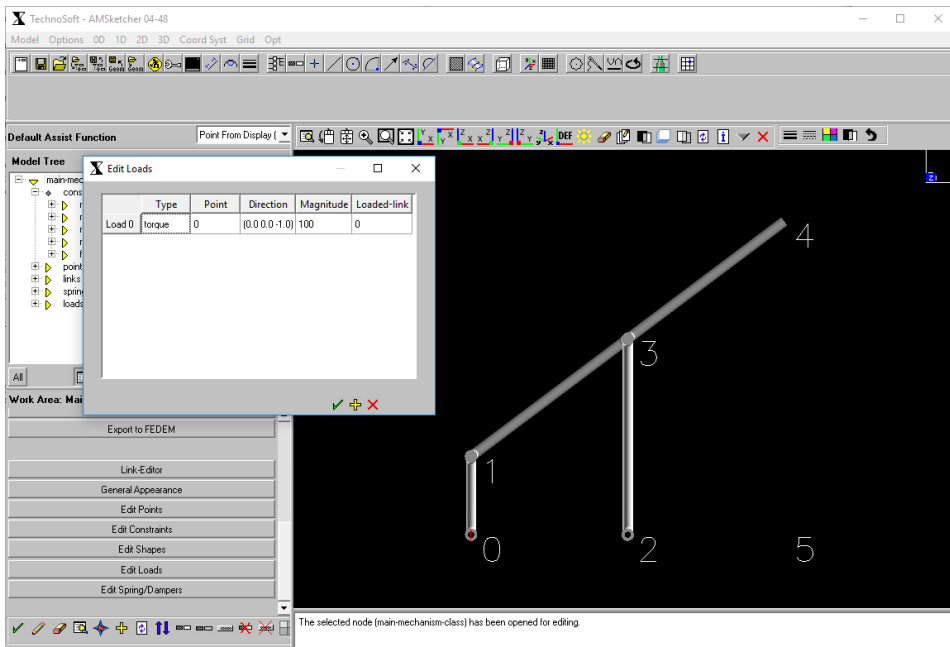 TechnoSoft - AMSketcher 04-48
Model Options 0D 1D 2D 3D Coord Syst Grid Opt
Default Assist Function
Point From Display (
DEF
Model Tree
main-mec
cons
point
links
sprin
loads
All
Work Area: Mai
Edit Loads
Type Point Direction Magnitude Loaded-link
Load 0 torque 0 (0.0 0.0 -1.0) 100 0
Export to FEDEM
Link-Editor
General Appearance
Edit Points
Edit Constraints
Edit Shapes
Edit Loads
Edit Spring/Dampers
4
3
1
0
2
5
The selected node (main-mechanism-class) has been opened for editing.